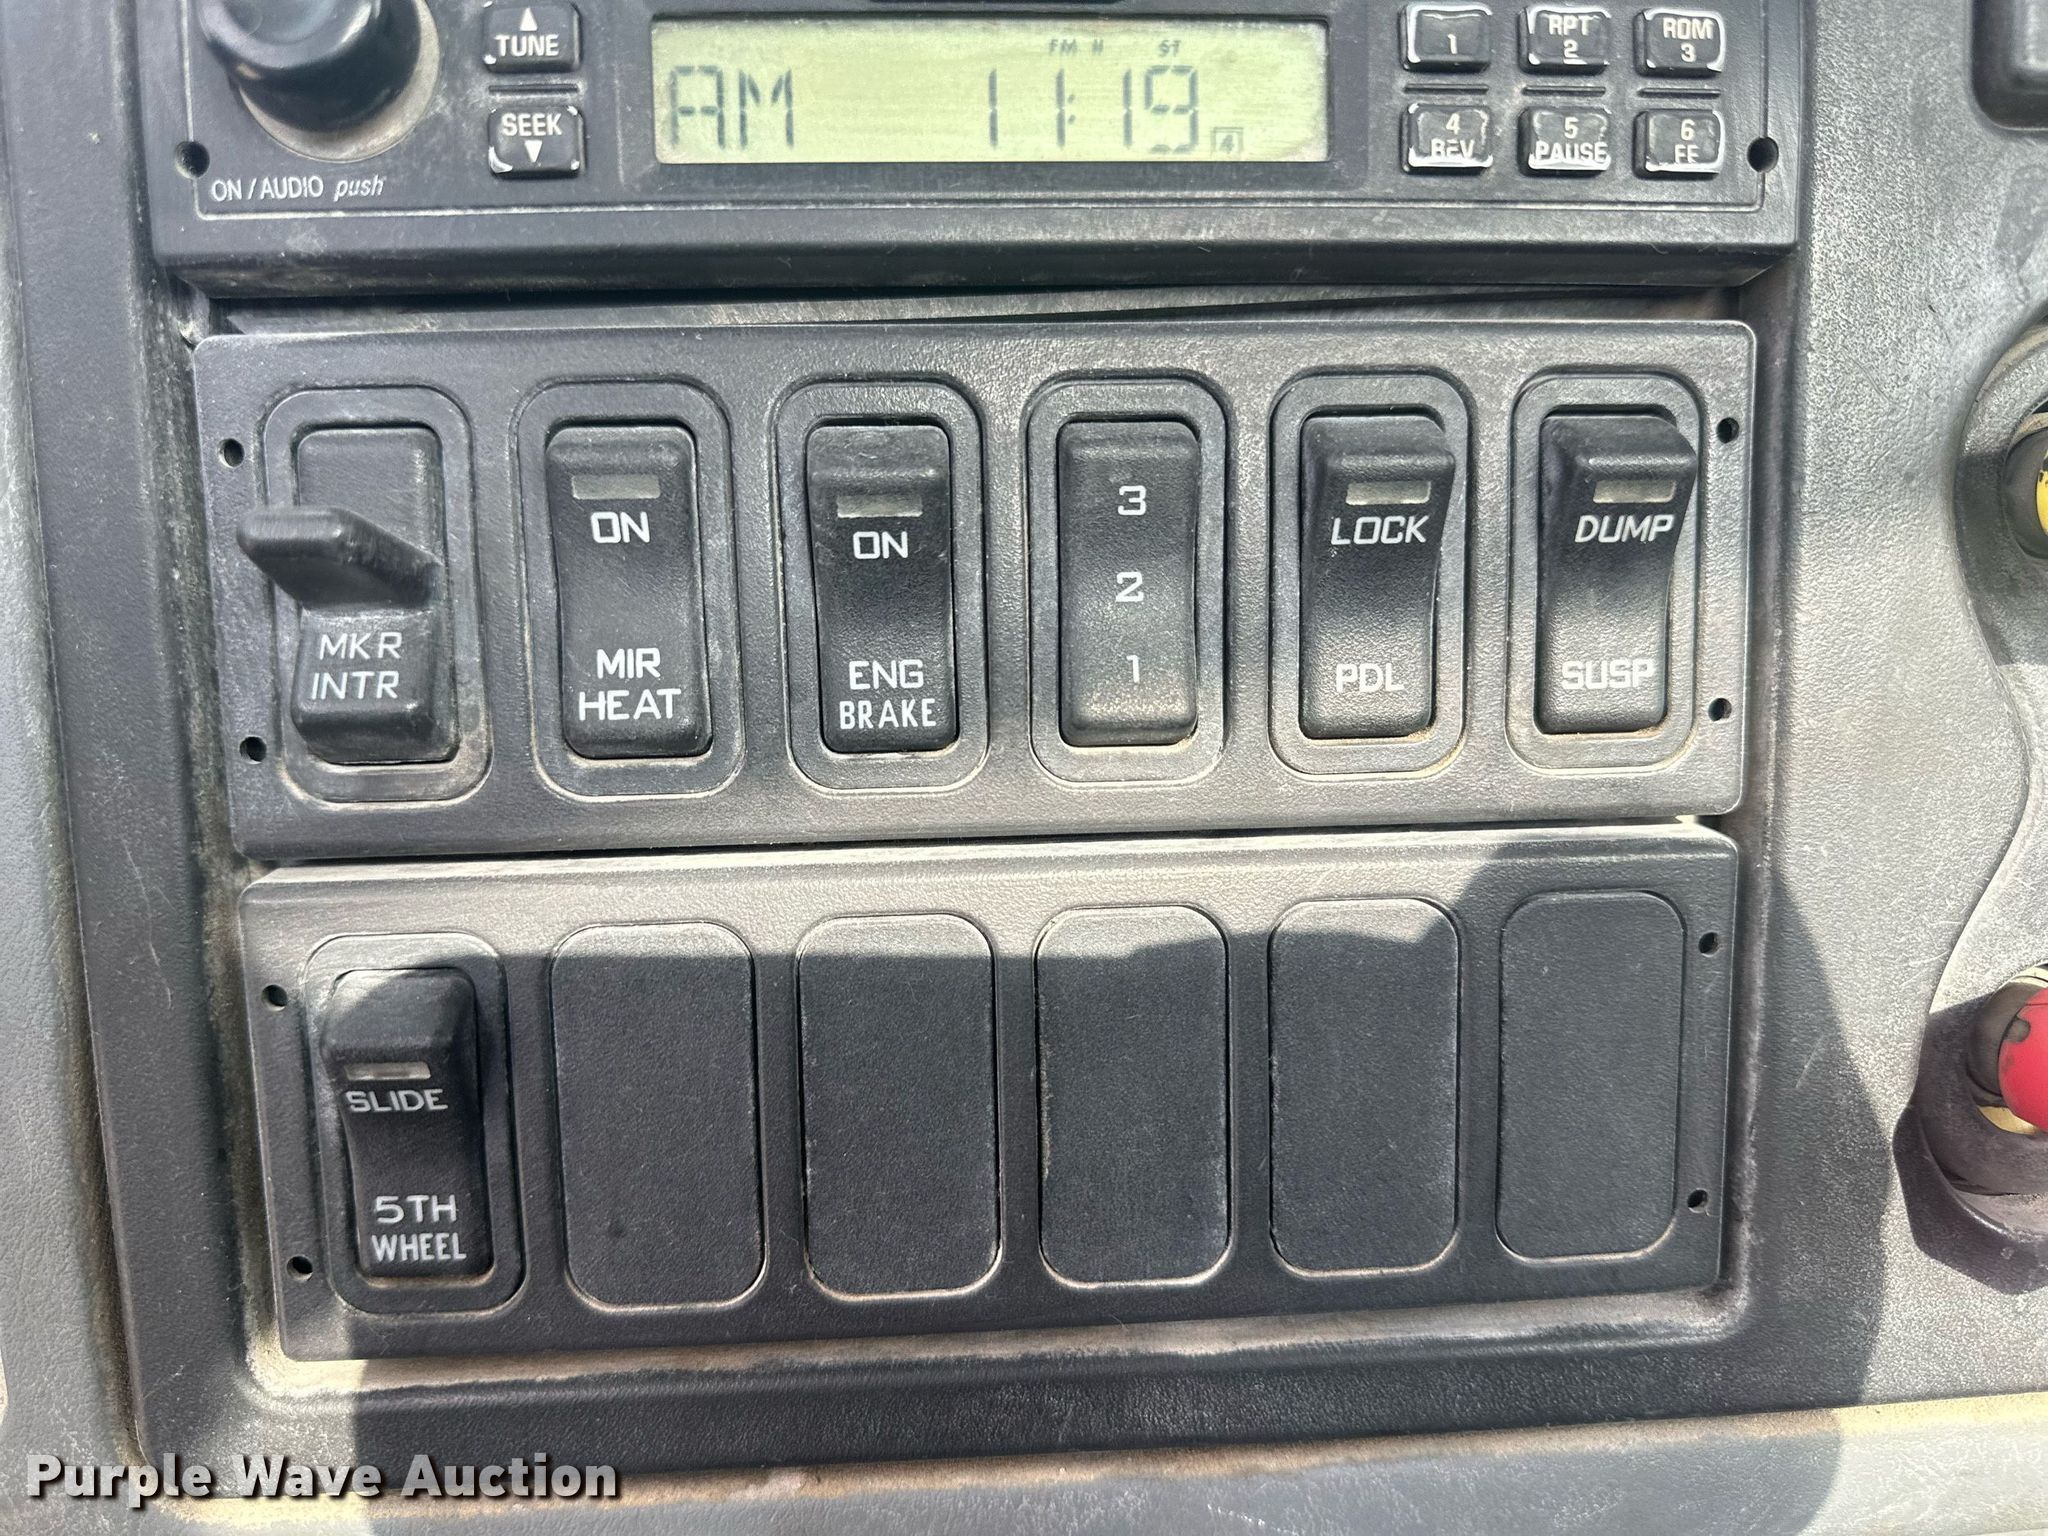 TUNE
SEEK
ON / AUDIO push
FM ST
AM 11:19 4
1
RPT
2
RDM
3
4
REV
5
PAUSE
6
FF
MKR
INTR
ON
MIR
HEAT
ON
ENG
BRAKE
3
2
1
LOCK
PDL
DUMP
SUSP
SLIDE
5TH
WHEEL
Purple Wave Auction